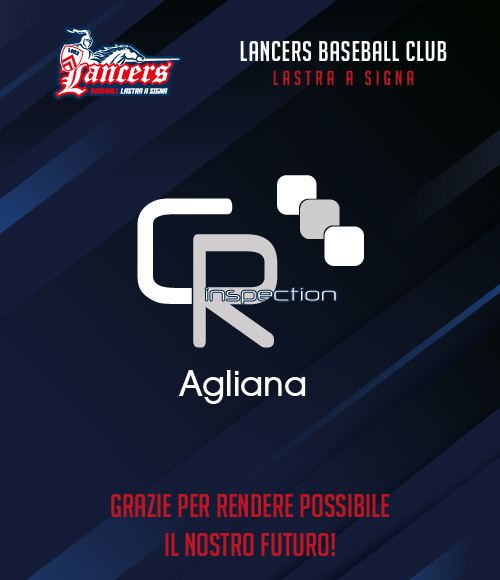 Lancers
BASEBALL LASTRA A SIGNA
LANCERS BASEBALL CLUB
LASTRA A SIGNA
CR
inspection
Agliana
GRAZIE PER RENDERE POSSIBILE
IL NOSTRO FUTURO!